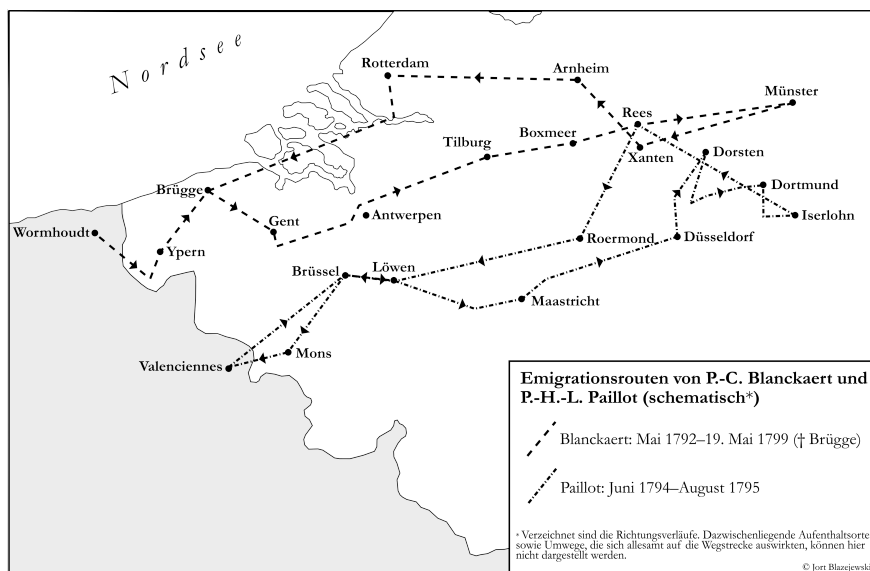 Nordsee
Rotterdam
Arnheim
Münster
Rees
Boxmeer
Tilburg
Xanten
Dorsten
Brügge
Dortmund
Antwerpen
Gent
Iserlohn
Wormhoudt
Ypern
Roermond
Düsseldorf
Brüssel
Löwen
Maastricht
Mons
Valenciennes
Emigrationsrouten von P.-C. Blanckaert und
P.-H.-L. Paillot (schematisch*)
Blanckaert: Mai 1792–19. Mai 1799 († Brügge)
Paillot: Juni 1794–August 1795
* Verzeichnet sind die Richtungsverläufe. Dazwischenliegende Aufenthaltsorte
sowie Umwege, die sich allesamt auf die Wegstrecke auswirkten, können hier
nicht dargestellt werden.
© Jort Blazejewski